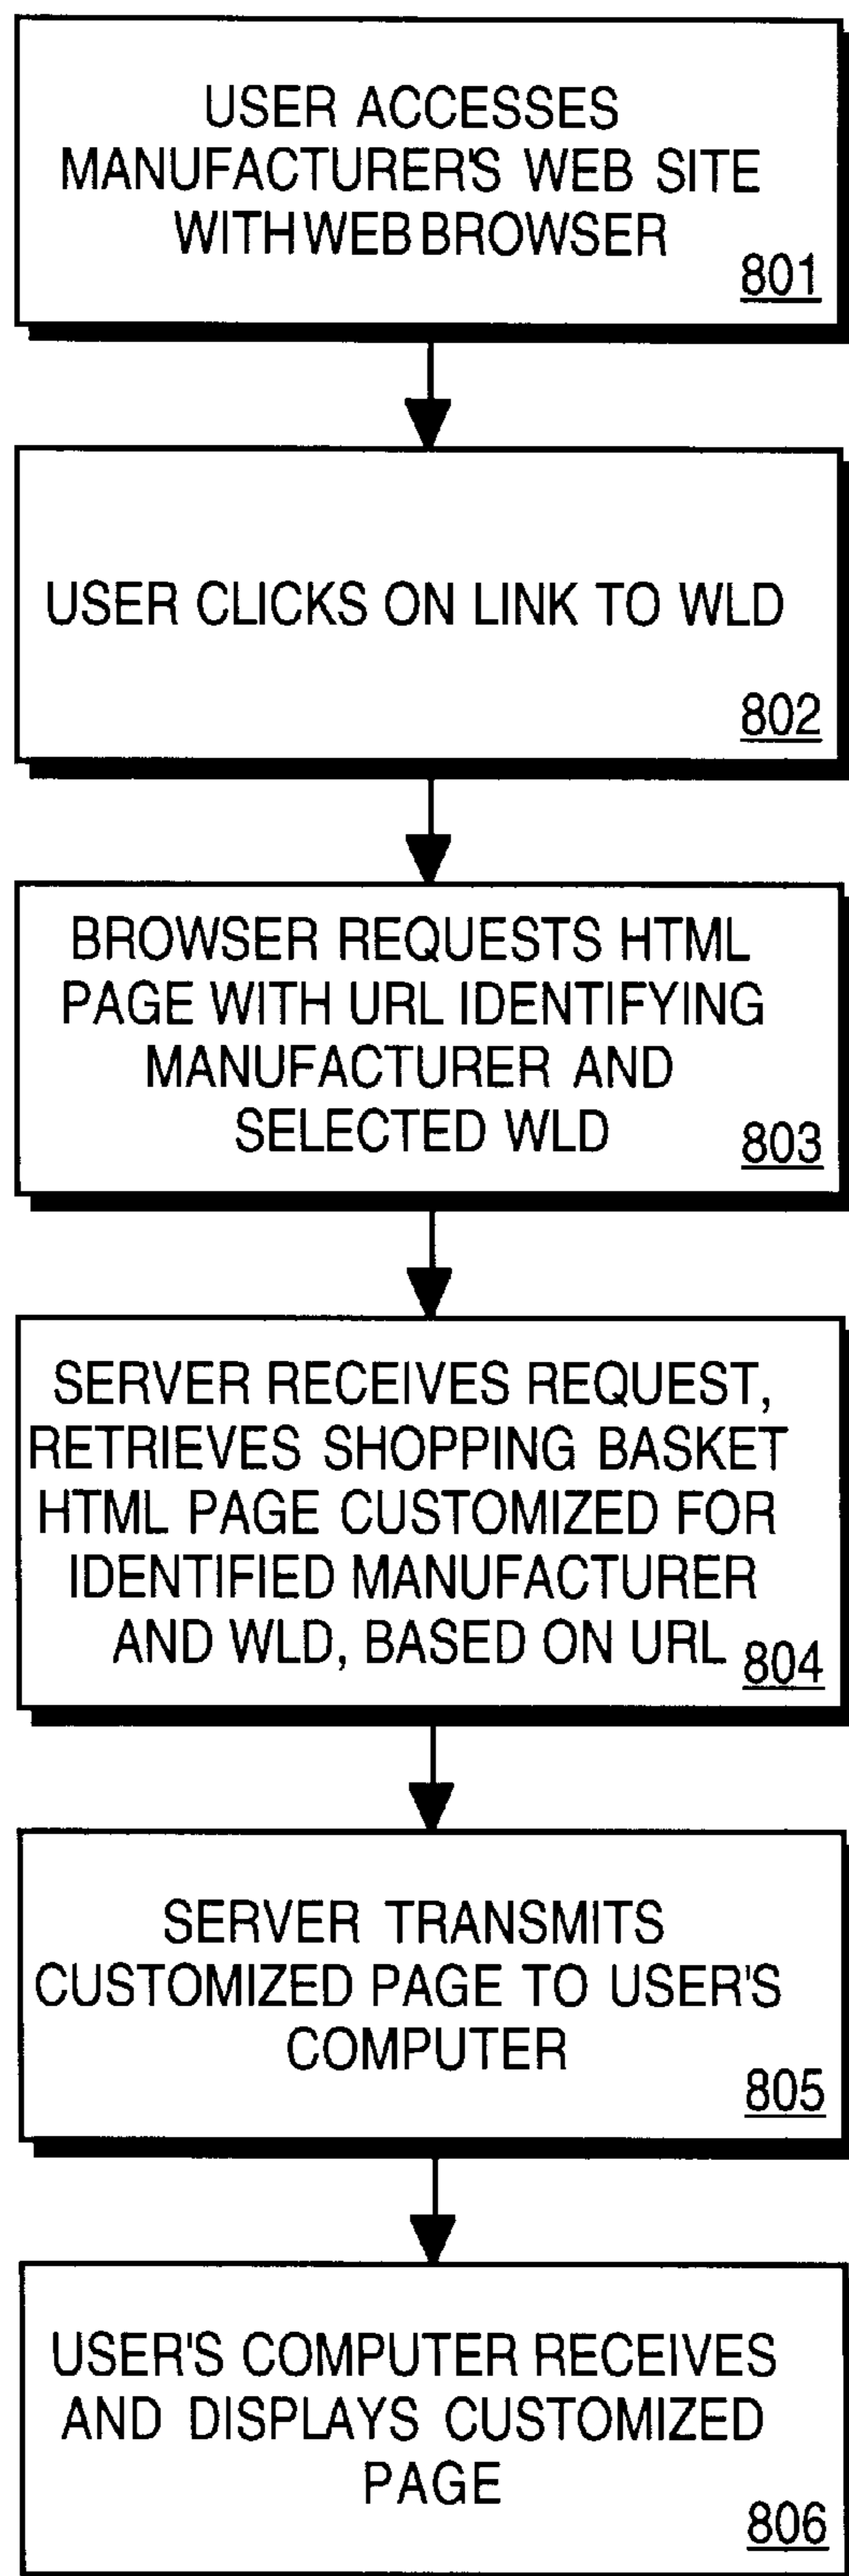 USER ACCESSES
MANUFACTURER'S WEB SITE
WITH WEB BROWSER
801
USER CLICKS ON LINK TO WLD
802
BROWSER REQUESTS HTML
PAGE WITH URL IDENTIFYING
MANUFACTURER AND
SELECTED WLD
803
SERVER RECEIVES REQUEST,
RETRIEVES SHOPPING BASKET
HTML PAGE CUSTOMIZED FOR
IDENTIFIED MANUFACTURER
AND WLD, BASED ON URL
804
SERVER TRANSMITS
CUSTOMIZED PAGE TO USER'S
COMPUTER
805
USER'S COMPUTER RECEIVES
AND DISPLAYS CUSTOMIZED
PAGE
806